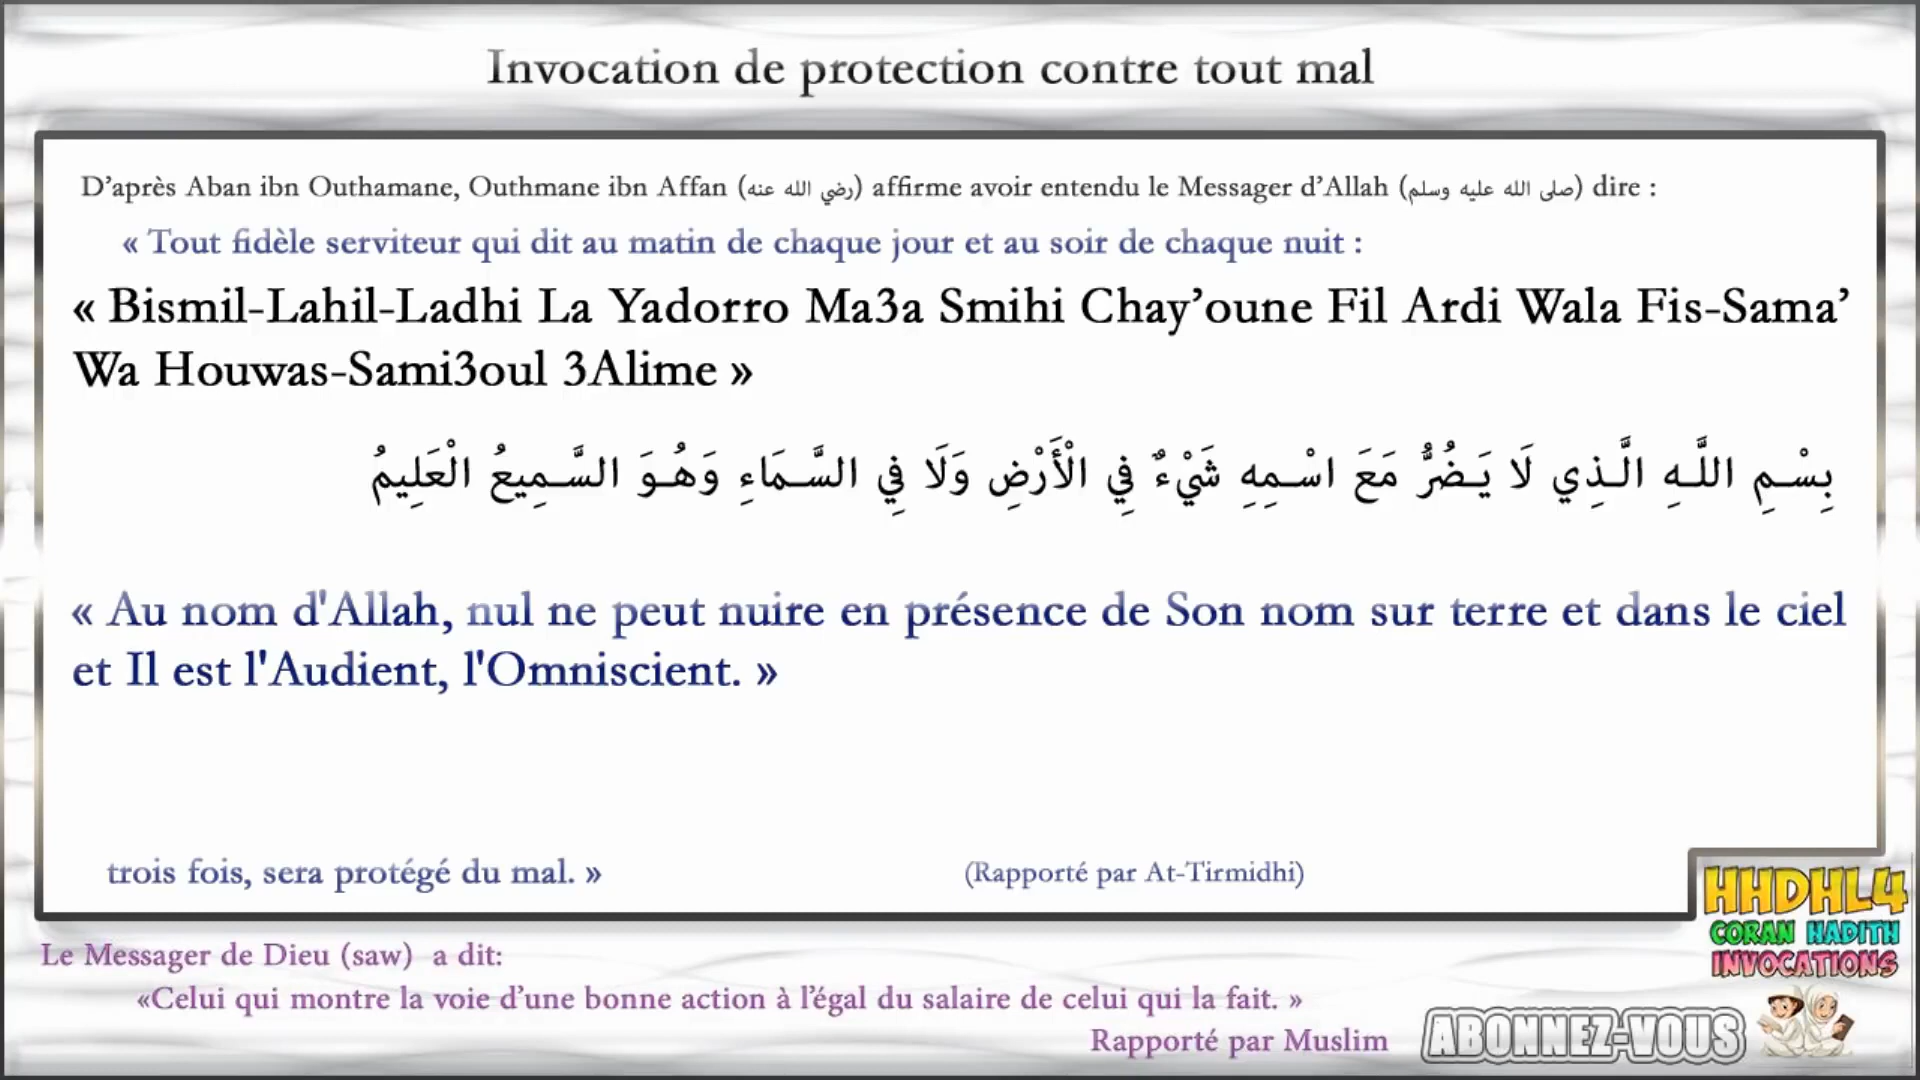 Invocation de protection contre tout mal
D’après Aban ibn Outhamane, Outhmane ibn Affan (رضي الله عنه) affirme avoir entendu le Messager d’Allah (صلى الله عليه وسلم) dire :
« Tout fidèle serviteur qui dit au matin de chaque jour et au soir de chaque nuit :
« Bismil-Lahil-Ladhi La Yadorro Ma3a Smihi Chay’oune Fil Ardi Wala Fis-Sama’
Wa Houwas-Sami3oul 3Alime »
بِسْمِ اللَّهِ الَّذِي لَا يَضُرُّ مَعَ اسْمِهِ شَيْءٌ فِي الْأَرْضِ وَلَا فِي السَّمَاءِ وَهُوَ السَّمِيعُ الْعَلِيمُ
« Au nom d'Allah, nul ne peut nuire en présence de Son nom sur terre et dans le ciel
et Il est l'Audient, l'Omniscient. »
trois fois, sera protégé du mal. » (Rapporté par At-Tirmidhi)
HHDHL4
CORAN HADITH
INVOCATIONS
Le Messager de Dieu (saw) a dit:
«Celui qui montre la voie d’une bonne action à l’égal du salaire de celui qui la fait. »
Rapporté par Muslim
ABONNEZ-VOUS